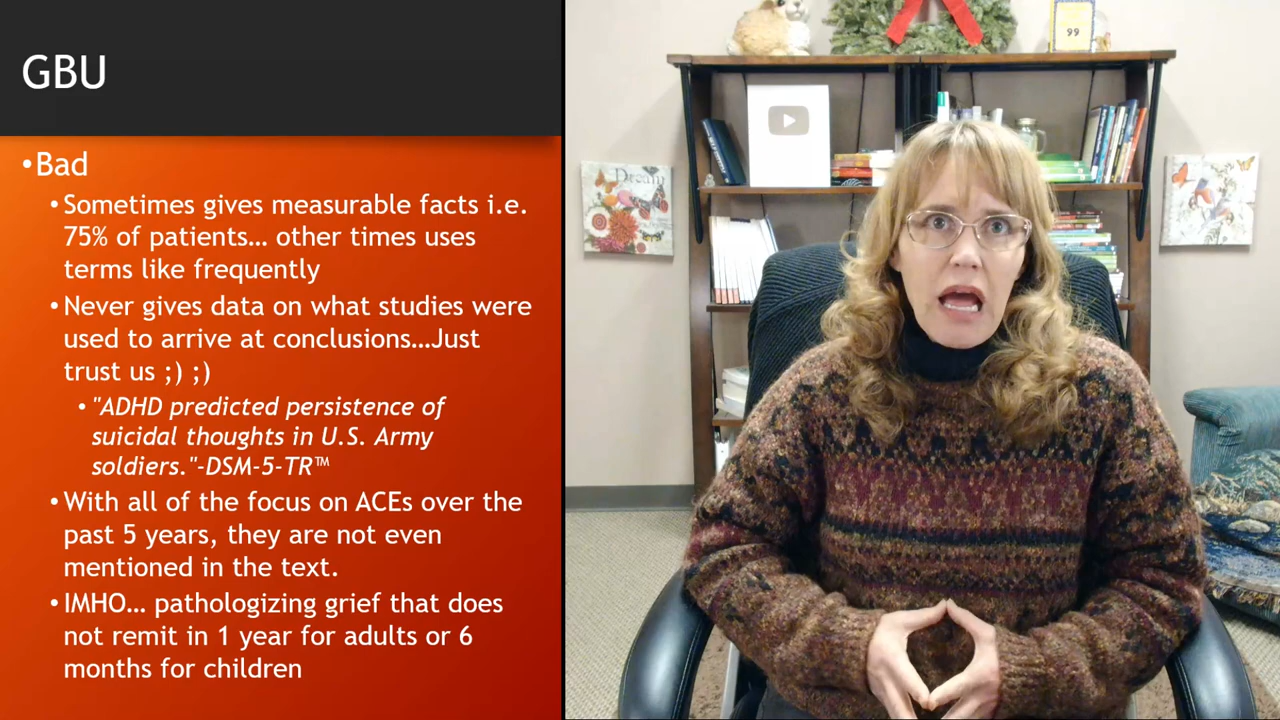 GBU
•Bad
•Sometimes gives measurable facts i.e.
75% of patients… other times uses
terms like frequently
•Never gives data on what studies were
used to arrive at conclusions…Just
trust us ;) ;)
•"ADHD predicted persistence of
suicidal thoughts in U.S. Army
soldiers."-DSM-5-TR™
•With all of the focus on ACEs over the
past 5 years, they are not even
mentioned in the text.
•IMHO… pathologizing grief that does
not remit in 1 year for adults or 6
months for children
Dream
99